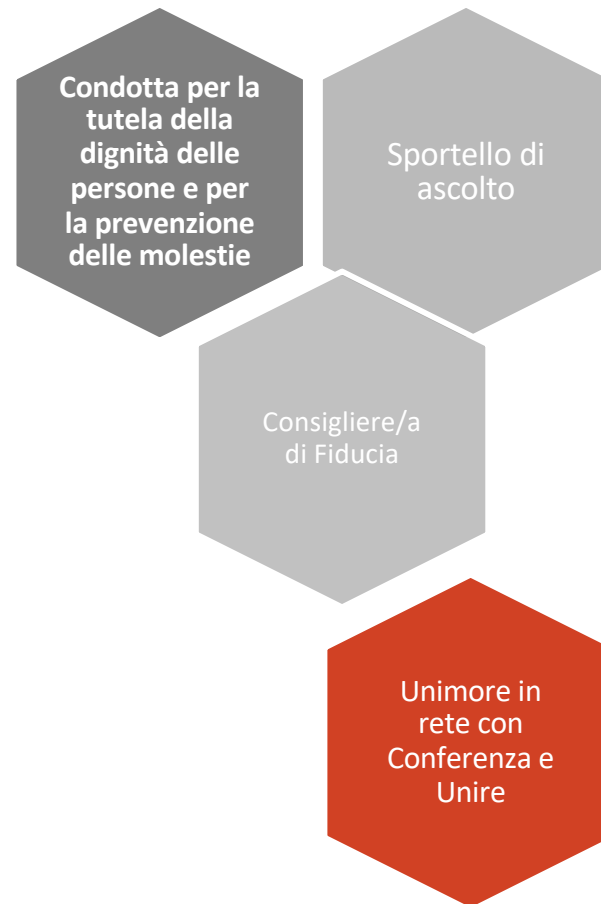 Condotta per la
tutela della
dignità delle
persone e per
la prevenzione
delle molestie
Sportello di
ascolto
Consigliere/a
di Fiducia
Unimore in
rete con
Conferenza e
Unire